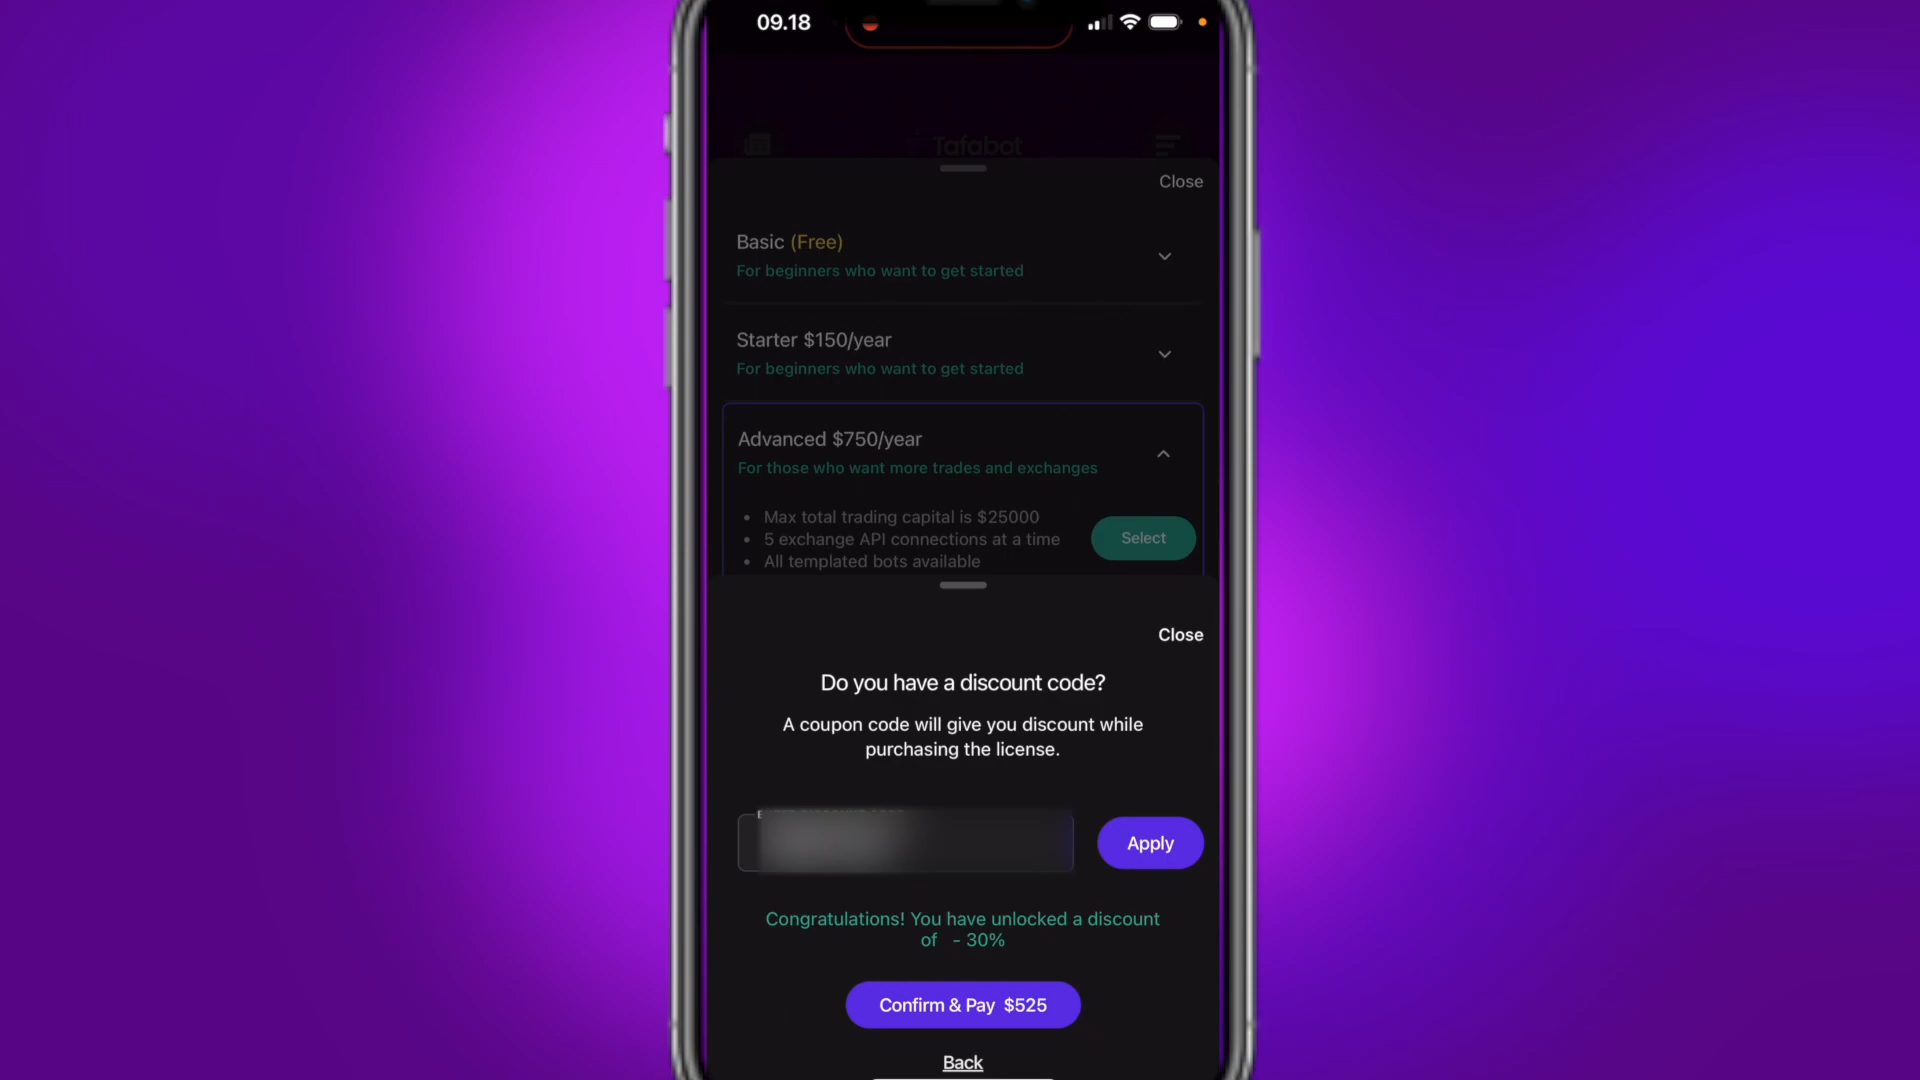 09.18
Tafabot
Close
Basic (Free)
For beginners who want to get started
Starter $150/year
For beginners who want to get started
Advanced $750/year
For those who want more trades and exchanges
• Max total trading capital is $25000
• 5 exchange API connections at a time
• All templated bots available
Select
Close
Do you have a discount code?
A coupon code will give you discount while
purchasing the license.
Apply
Congratulations! You have unlocked a discount
of - 30%
Confirm & Pay $525
Back